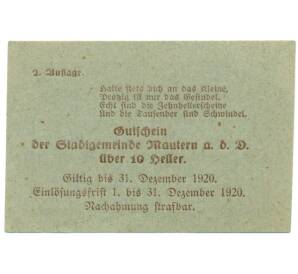 2. Auflage.
Halte stets dich an das Kleine,
Protzig ist nur das Gesindel.
Echt sind die Zehnhellerscheine
Und die Tausender sind Schwindel.
Gutschein
der Stadtgemeinde Mautern a. d. D.
über 10 Heller.
Giltig bis 31. Dezember 1920.
Einlösungsfrist 1. bis 31. Dezember 1920.
Nachahmung strafbar.